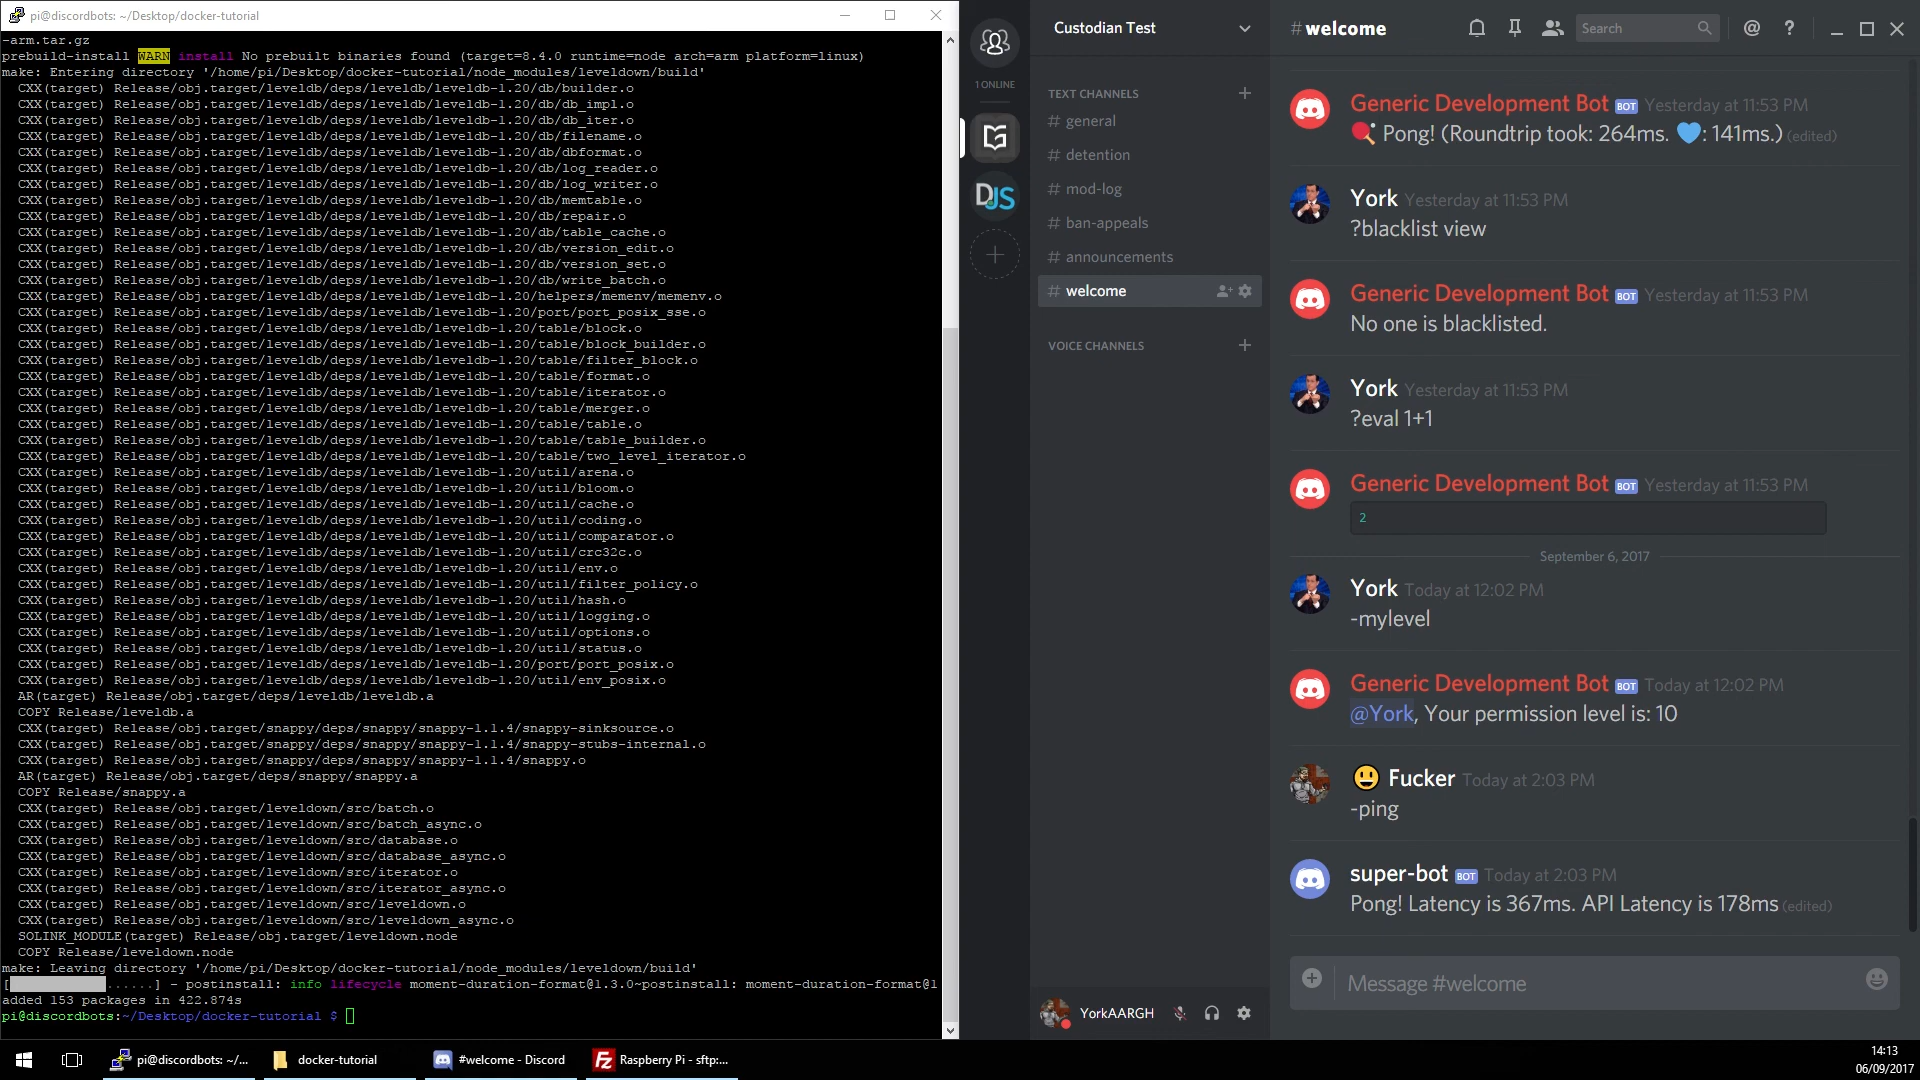 pi@discordbots: ~/Desktop/docker-tutorial
-arm.tar.gz
prebuild-install WARN install No prebuilt binaries found (target=8.4.0 runtime=node arch=arm platform=linux)
make: Entering directory '/home/pi/Desktop/docker-tutorial/node_modules/leveldown/build'
CXX(target) Release/obj.target/leveldb/deps/leveldb/leveldb-1.20/db/builder.o
CXX(target) Release/obj.target/leveldb/deps/leveldb/leveldb-1.20/db/db_impl.o
CXX(target) Release/obj.target/leveldb/deps/leveldb/leveldb-1.20/db/db_iter.o
CXX(target) Release/obj.target/leveldb/deps/leveldb/leveldb-1.20/db/filename.o
CXX(target) Release/obj.target/leveldb/deps/leveldb/leveldb-1.20/db/dbformat.o
CXX(target) Release/obj.target/leveldb/deps/leveldb/leveldb-1.20/db/log_reader.o
CXX(target) Release/obj.target/leveldb/deps/leveldb/leveldb-1.20/db/log_writer.o
CXX(target) Release/obj.target/leveldb/deps/leveldb/leveldb-1.20/db/memtable.o
CXX(target) Release/obj.target/leveldb/deps/leveldb/leveldb-1.20/db/repair.o
CXX(target) Release/obj.target/leveldb/deps/leveldb/leveldb-1.20/db/table_cache.o
CXX(target) Release/obj.target/leveldb/deps/leveldb/leveldb-1.20/db/version_edit.o
CXX(target) Release/obj.target/leveldb/deps/leveldb/leveldb-1.20/db/version_set.o
CXX(target) Release/obj.target/leveldb/deps/leveldb/leveldb-1.20/db/write_batch.o
CXX(target) Release/obj.target/leveldb/deps/leveldb/leveldb-1.20/helpers/memenv/memenv.o
CXX(target) Release/obj.target/leveldb/deps/leveldb/leveldb-1.20/port/port_posix_sse.o
CXX(target) Release/obj.target/leveldb/deps/leveldb/leveldb-1.20/table/block.o
CXX(target) Release/obj.target/leveldb/deps/leveldb/leveldb-1.20/table/block_builder.o
CXX(target) Release/obj.target/leveldb/deps/leveldb/leveldb-1.20/table/filter_block.o
CXX(target) Release/obj.target/leveldb/deps/leveldb/leveldb-1.20/table/format.o
CXX(target) Release/obj.target/leveldb/deps/leveldb/leveldb-1.20/table/iterator.o
CXX(target) Release/obj.target/leveldb/deps/leveldb/leveldb-1.20/table/merger.o
CXX(target) Release/obj.target/leveldb/deps/leveldb/leveldb-1.20/table/table.o
CXX(target) Release/obj.target/leveldb/deps/leveldb/leveldb-1.20/table/table_builder.o
CXX(target) Release/obj.target/leveldb/deps/leveldb/leveldb-1.20/table/two_level_iterator.o
CXX(target) Release/obj.target/leveldb/deps/leveldb/leveldb-1.20/util/arena.o
CXX(target) Release/obj.target/leveldb/deps/leveldb/leveldb-1.20/util/bloom.o
CXX(target) Release/obj.target/leveldb/deps/leveldb/leveldb-1.20/util/cache.o
CXX(target) Release/obj.target/leveldb/deps/leveldb/leveldb-1.20/util/coding.o
CXX(target) Release/obj.target/leveldb/deps/leveldb/leveldb-1.20/util/comparator.o
CXX(target) Release/obj.target/leveldb/deps/leveldb/leveldb-1.20/util/crc32c.o
CXX(target) Release/obj.target/leveldb/deps/leveldb/leveldb-1.20/util/env.o
CXX(target) Release/obj.target/leveldb/deps/leveldb/leveldb-1.20/util/filter_policy.o
CXX(target) Release/obj.target/leveldb/deps/leveldb/leveldb-1.20/util/hash.o
CXX(target) Release/obj.target/leveldb/deps/leveldb/leveldb-1.20/util/logging.o
CXX(target) Release/obj.target/leveldb/deps/leveldb/leveldb-1.20/util/options.o
CXX(target) Release/obj.target/leveldb/deps/leveldb/leveldb-1.20/util/status.o
CXX(target) Release/obj.target/leveldb/deps/leveldb/leveldb-1.20/port/port_posix.o
CXX(target) Release/obj.target/leveldb/deps/leveldb/leveldb-1.20/util/env_posix.o
AR(target) Release/obj.target/deps/leveldb/leveldb.a
COPY Release/leveldb.a
CXX(target) Release/obj.target/snappy/deps/snappy/snappy-1.1.4/snappy-sinksource.o
CXX(target) Release/obj.target/snappy/deps/snappy/snappy-1.1.4/snappy-stubs-internal.o
CXX(target) Release/obj.target/snappy/deps/snappy/snappy-1.1.4/snappy.o
AR(target) Release/obj.target/deps/snappy/snappy.a
COPY Release/snappy.a
CXX(target) Release/obj.target/leveldown/src/batch.o
CXX(target) Release/obj.target/leveldown/src/batch_async.o
CXX(target) Release/obj.target/leveldown/src/database.o
CXX(target) Release/obj.target/leveldown/src/database_async.o
CXX(target) Release/obj.target/leveldown/src/iterator.o
CXX(target) Release/obj.target/leveldown/src/iterator_async.o
CXX(target) Release/obj.target/leveldown/src/leveldown.o
CXX(target) Release/obj.target/leveldown/src/leveldown_async.o
SOLINK_MODULE(target) Release/obj.target/leveldown.node
COPY Release/leveldown.node
make: Leaving directory '/home/pi/Desktop/docker-tutorial/node_modules/leveldown/build'
[ ......] - postinstall: info lifecycle moment-duration-format@1.3.0~postinstall: moment-duration-format@1
added 153 packages in 422.874s
pi@discordbots:~/Desktop/docker-tutorial $
1 ONLINE
DJS
Custodian Test
TEXT CHANNELS
# general
# detention
# mod-log
# ban-appeals
# announcements
# welcome
VOICE CHANNELS
YorkAARGH
#welcome
Search
Generic Development Bot BOT Yesterday at 11:53 PM
Pong! (Roundtrip took: 264ms. 💙: 141ms.) (edited)
York Yesterday at 11:53 PM
?blacklist view
Generic Development Bot BOT Yesterday at 11:53 PM
No one is blacklisted.
York Yesterday at 11:53 PM
?eval 1+1
Generic Development Bot BOT Yesterday at 11:53 PM
2
September 6, 2017
York Today at 12:02 PM
-mylevel
Generic Development Bot BOT Today at 12:02 PM
@York, Your permission level is: 10
😃 Fucker Today at 2:03 PM
-ping
super-bot BOT Today at 2:03 PM
Pong! Latency is 367ms. API Latency is 178ms (edited)
Message #welcome
pi@discordbots: ~/...
docker-tutorial
#welcome - Discord
Raspberry Pi - sftp:...
14:13
06/09/2017